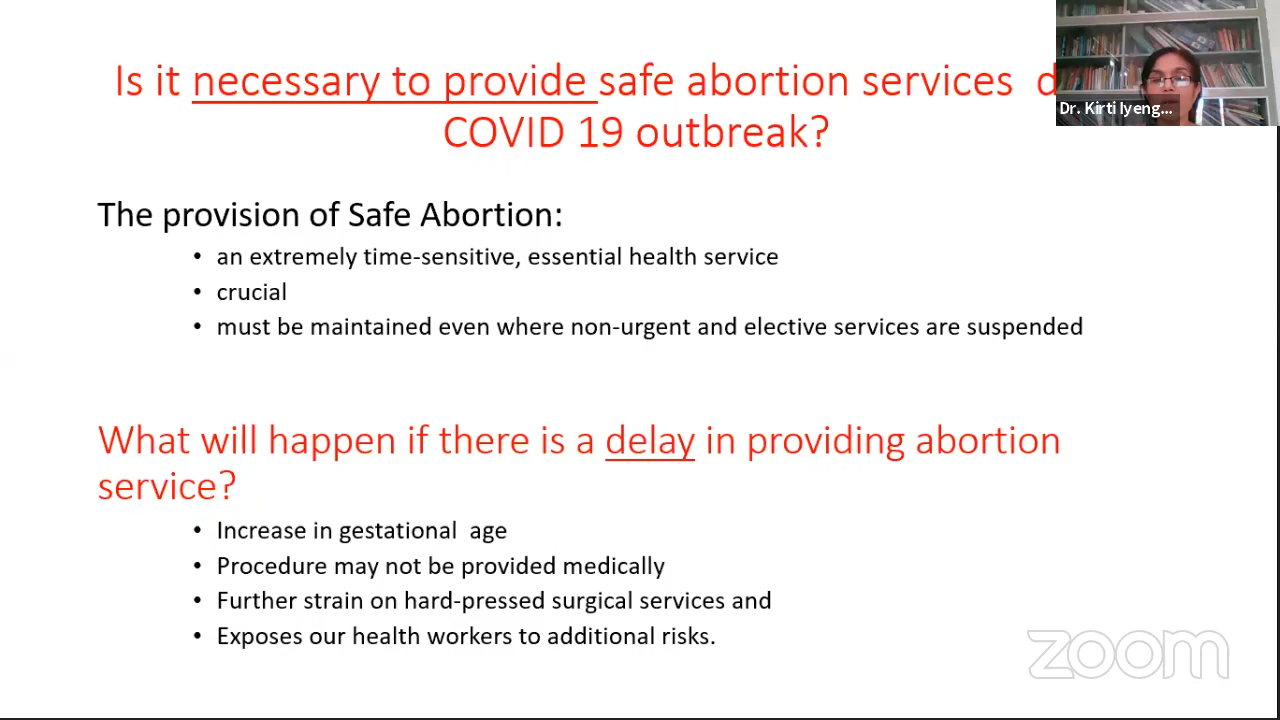 Is it necessary to provide safe abortion services d
COVID 19 outbreak?
Dr. Kirti Iyeng...
The provision of Safe Abortion:
• an extremely time-sensitive, essential health service
• crucial
• must be maintained even where non-urgent and elective services are suspended
What will happen if there is a delay in providing abortion
service?
• Increase in gestational age
• Procedure may not be provided medically
• Further strain on hard-pressed surgical services and
• Exposes our health workers to additional risks.
zoom